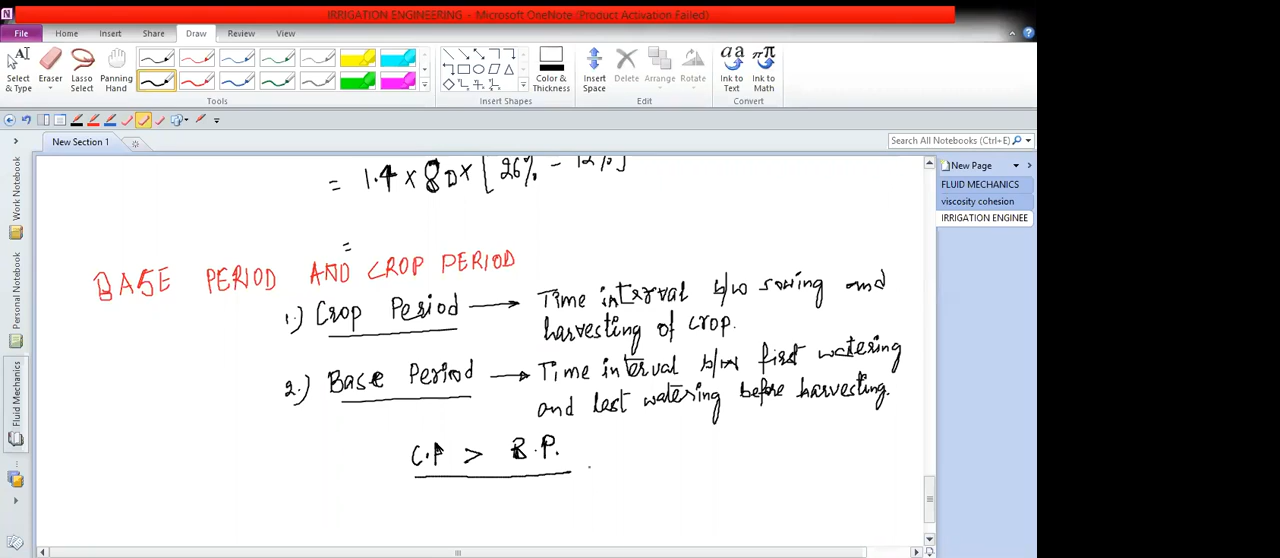 IRRIGATION ENGINEERING - Microsoft OneNote (Product Activation Failed)
File Home Insert Share Draw Review View
Select & Type Eraser Lasso Select Panning Hand Color & Thickness Insert Space Delete Arrange Rotate Ink to Text Ink to Math
Tools Insert Shapes Edit Convert
New Section 1 Search All Notebooks (Ctrl+E)
New Page
FLUID MECHANICS
viscosity cohesion
IRRIGATION ENGINEE
Work Notebook
Personal Notebook
Fluid Mechanics
= 1.4 × 80 × [26% - 12%]
=
BASE PERIOD AND CROP PERIOD
1.) Crop Period → Time interval b/w sowing and
harvesting of crop.
2.) Base Period → Time interval b/w first watering
and last watering before harvesting.
C.P > B.P.